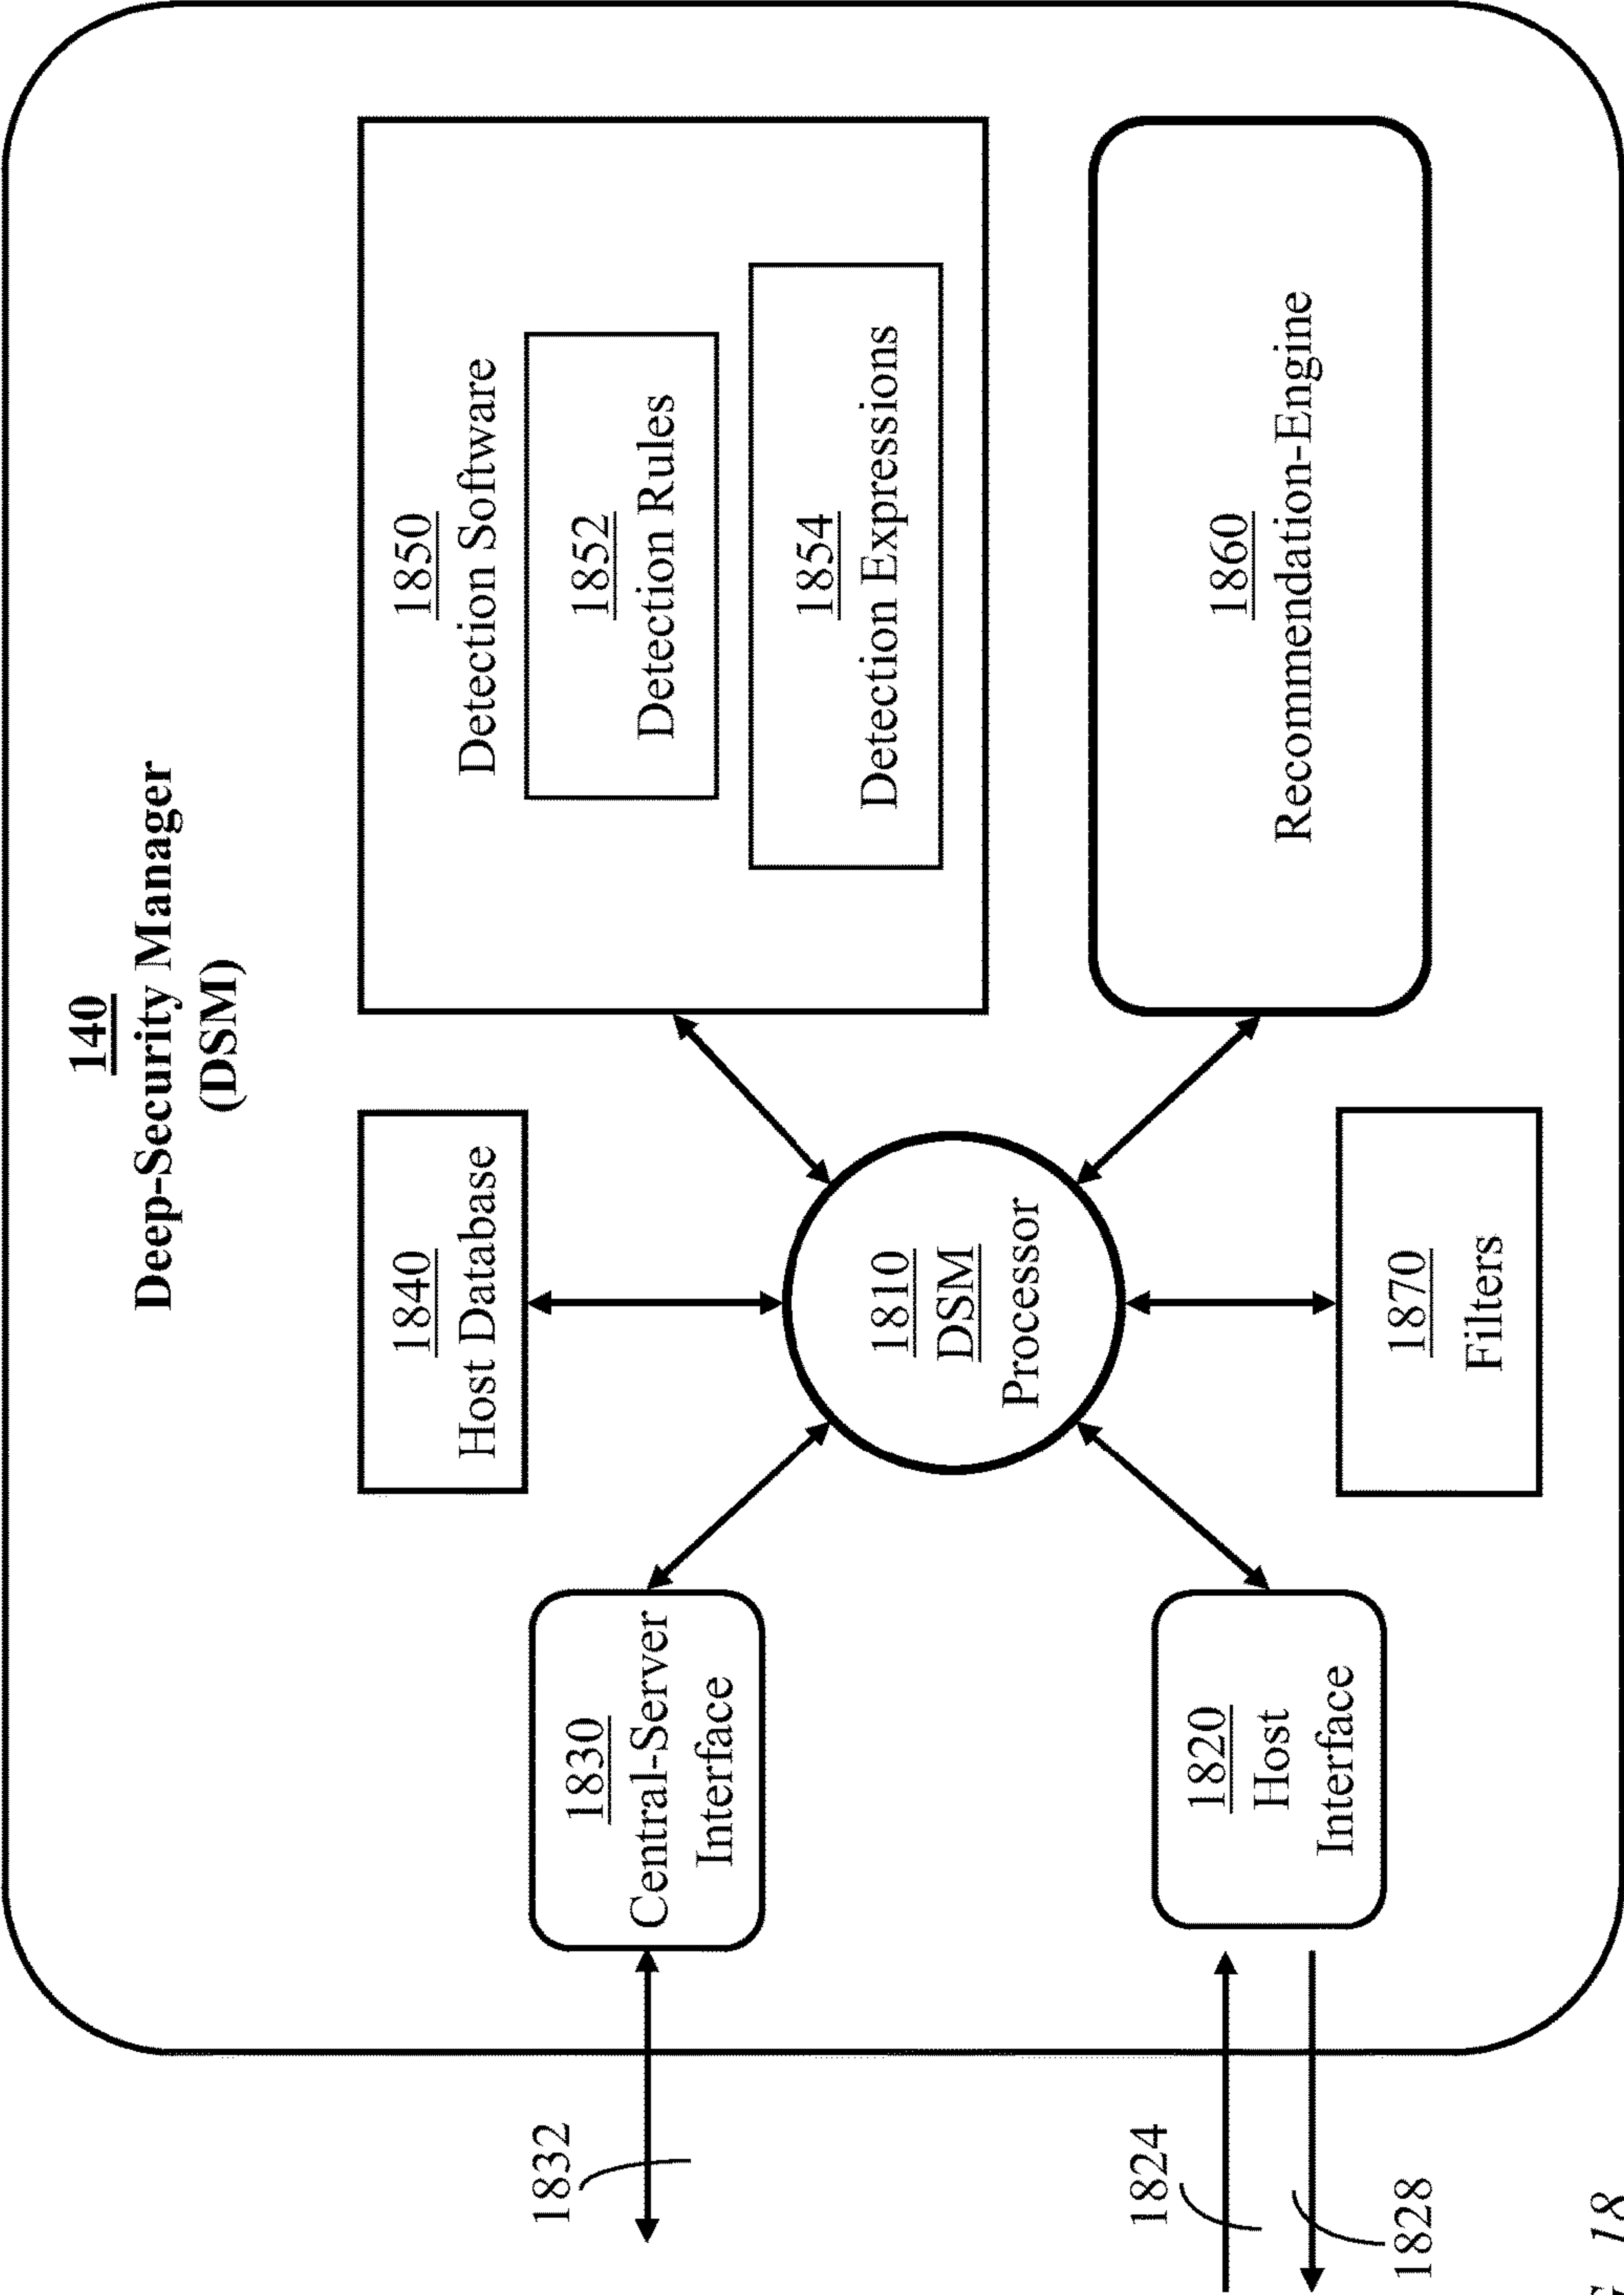 140
Deep-Security Manager
(DSM)
1840
Host Database
1850
Detection Software
1852
Detection Rules
1854
Detection Expressions
1830
Central-Server
Interface
1810
DSM
Processor
1820
Host
Interface
1870
Filters
1860
Recommendation-Engine
1832
1824
1828
18